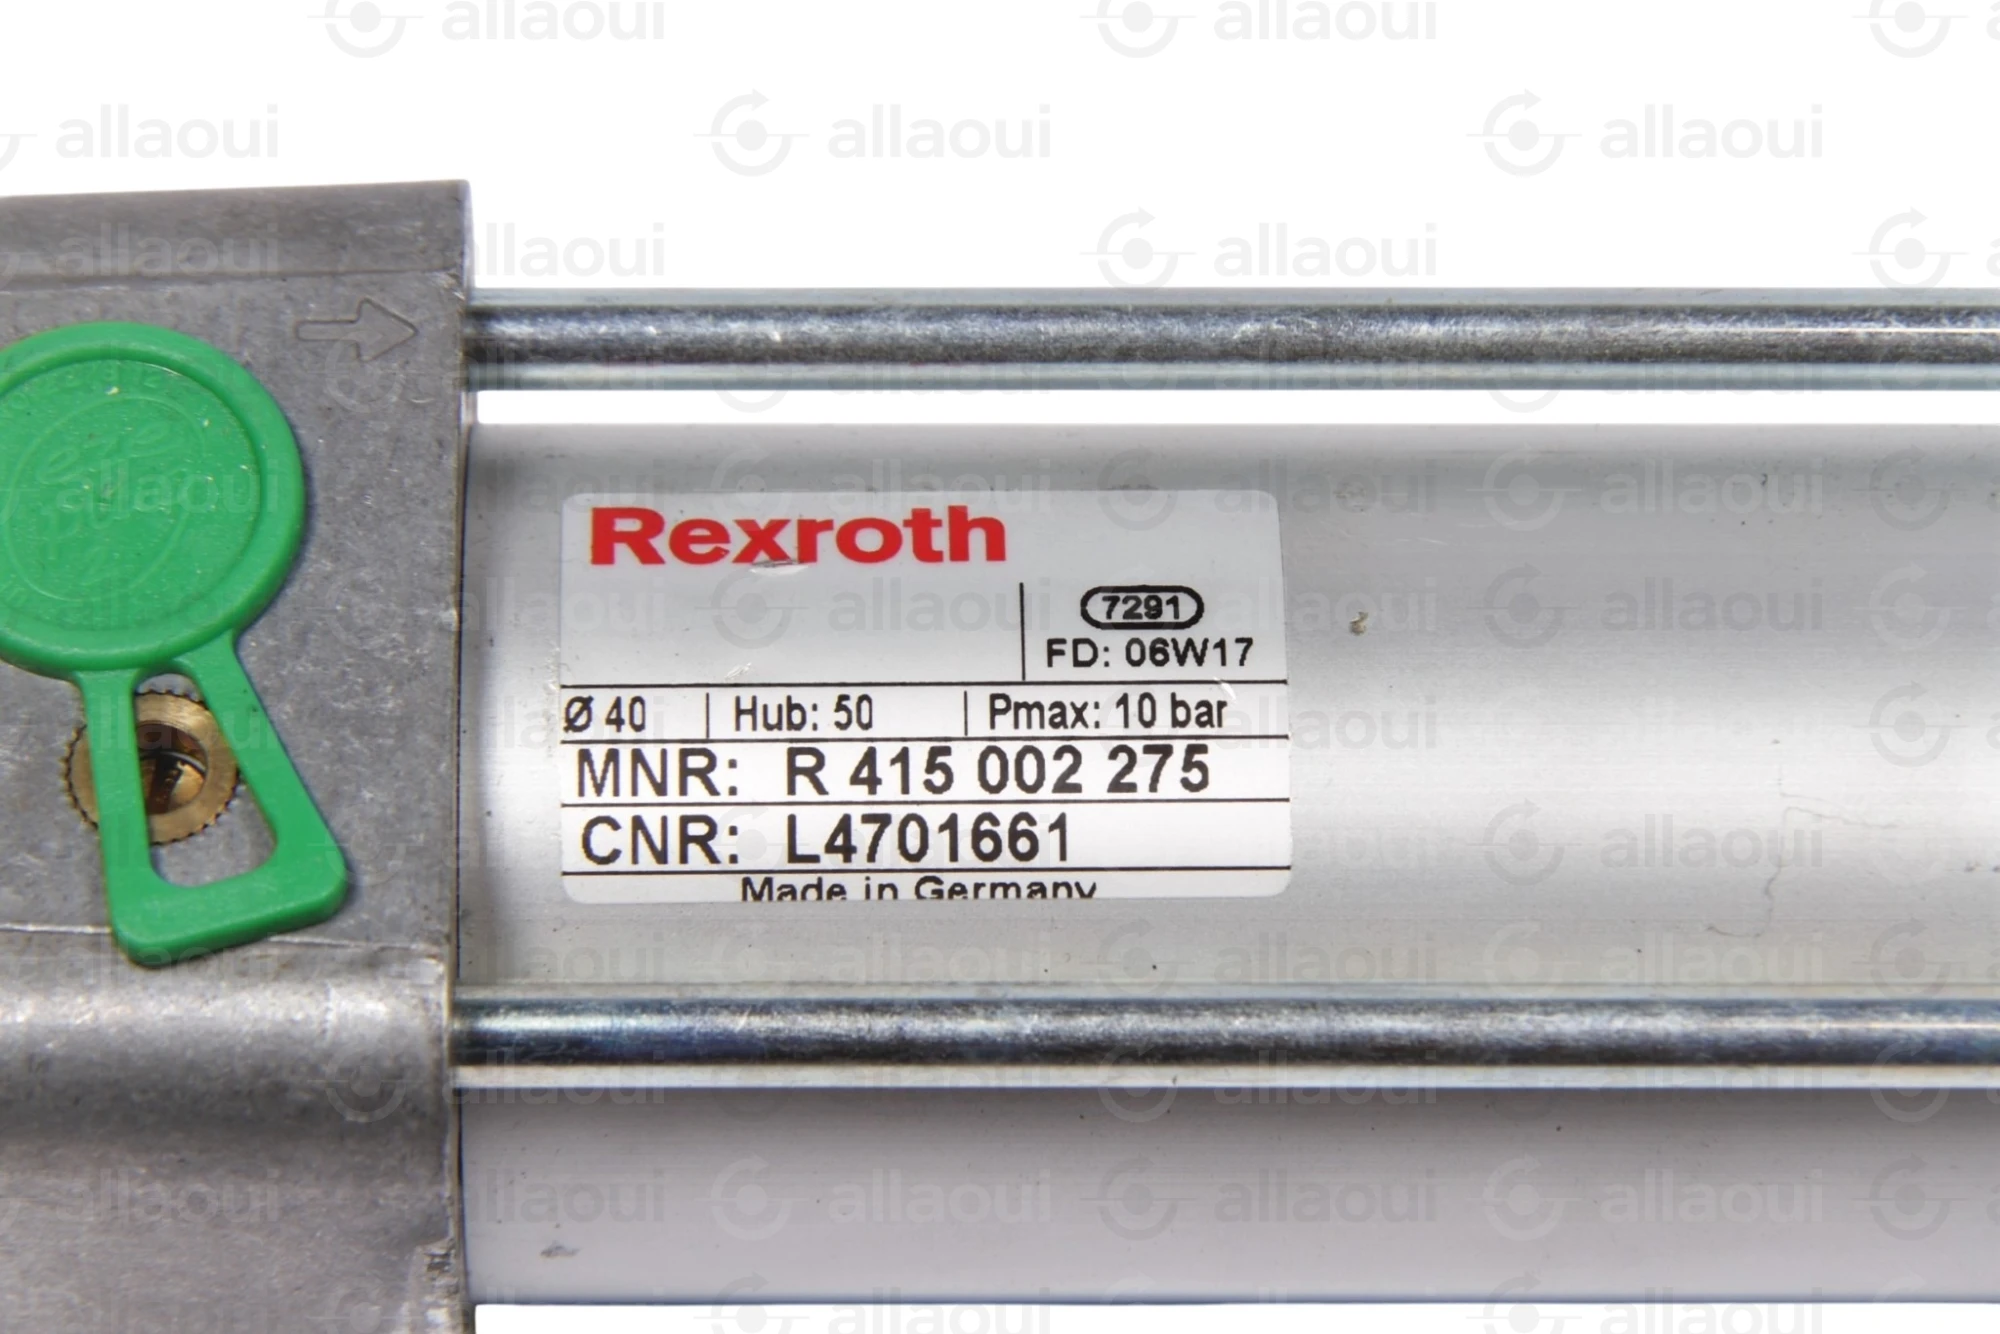 Rexroth
7291
FD: 06W17
Ø 40 | Hub: 50 | Pmax: 10 bar
MNR: R 415 002 275
CNR: L4701661
Made in Germany
allaoui